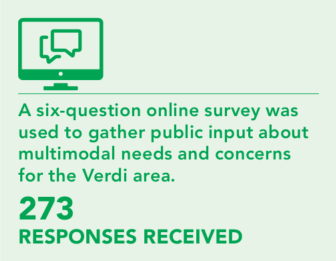 A six-question online survey was
used to gather public input about
multimodal needs and concerns
for the Verdi area.
273
RESPONSES RECEIVED